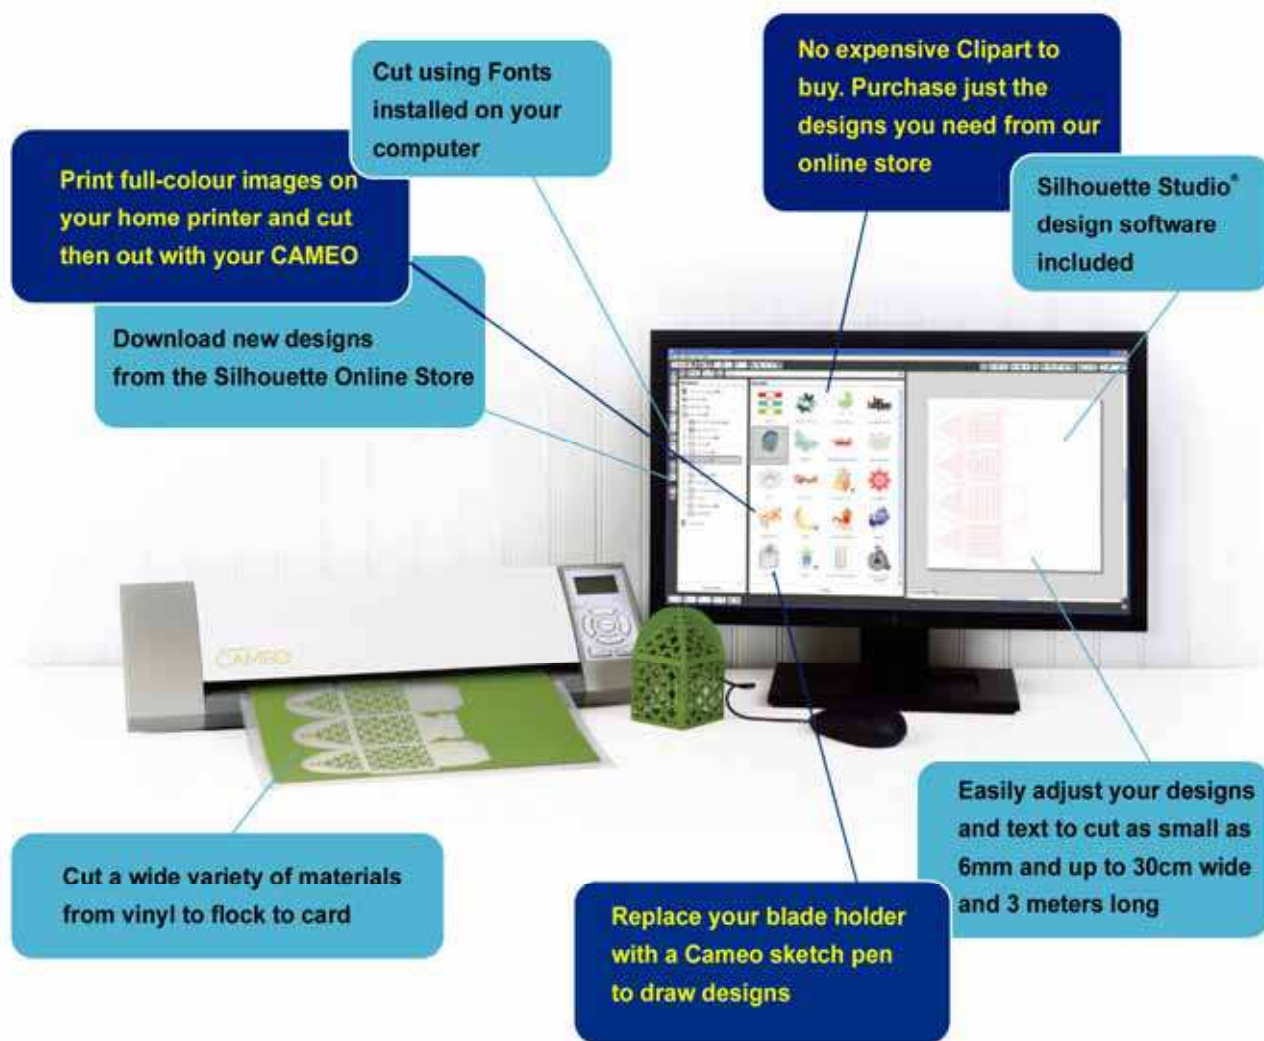 Cut using Fonts
installed on your
computer
No expensive Clipart to
buy. Purchase just the
designs you need from our
online store
Print full-colour images on
your home printer and cut
then out with your CAMEO
Silhouette Studio®
design software
included
Download new designs
from the Silhouette Online Store
CAMEO
Cut a wide variety of materials
from vinyl to flock to card
Easily adjust your designs
and text to cut as small as
6mm and up to 30cm wide
and 3 meters long
Replace your blade holder
with a Cameo sketch pen
to draw designs